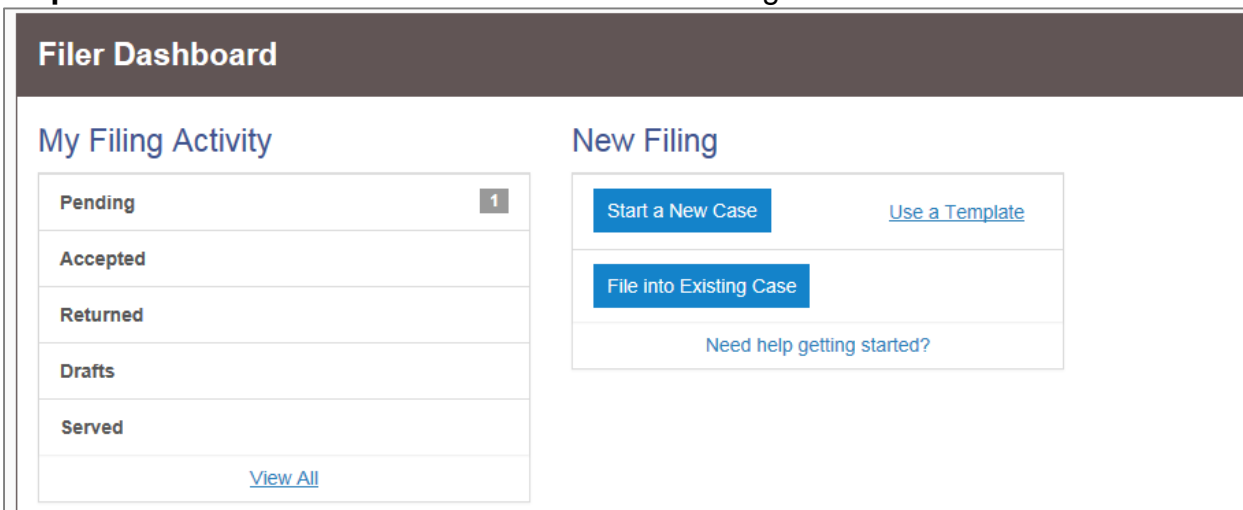 Filer Dashboard
My Filing Activity
Pending 1
Accepted
Returned
Drafts
Served
View All
New Filing
Start a New Case Use a Template
File into Existing Case
Need help getting started?